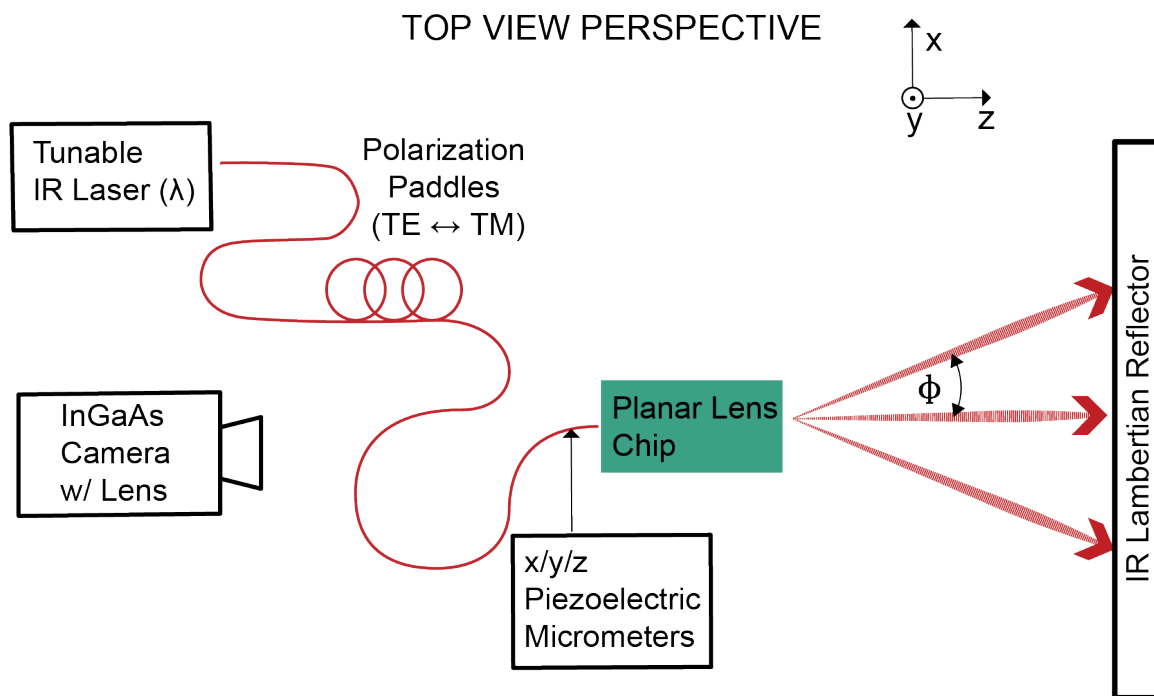 TOP VIEW PERSPECTIVE
x
y
z
Tunable
IR Laser (λ)
Polarization
Paddles
(TE ↔ TM)
InGaAs
Camera
w/ Lens
Planar Lens
Chip
ϕ
x/y/z
Piezoelectric
Micrometers
IR Lambertian Reflector